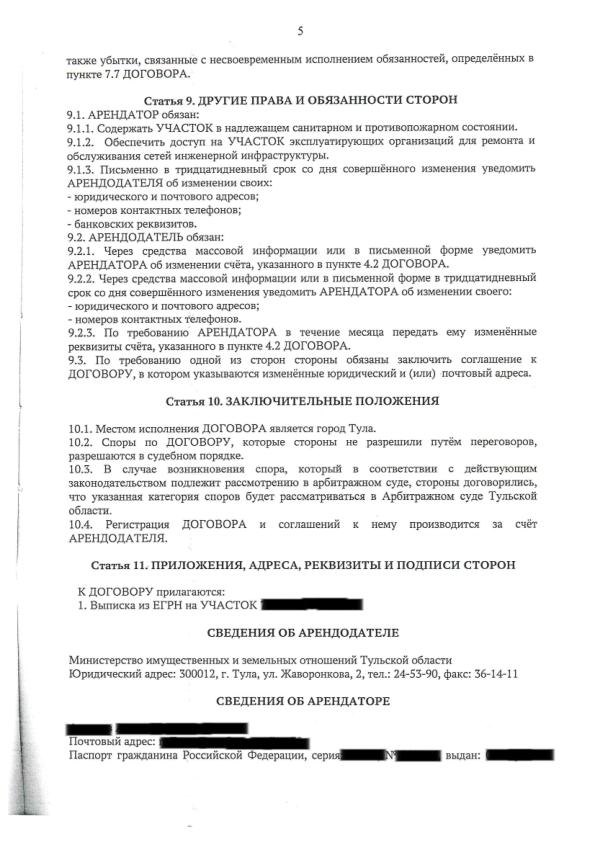 5
также убытки, связанные с несвоевременным исполнением обязанностей, определённых в
пункте 7.7 ДОГОВОРА.
Статья 9. ДРУГИЕ ПРАВА И ОБЯЗАННОСТИ СТОРОН
9.1. АРЕНДАТОР обязан:
9.1.1. Содержать УЧАСТОК в надлежащем санитарном и противопожарном состоянии.
9.1.2. Обеспечить доступ на УЧАСТОК эксплуатирующих организаций для ремонта и
обслуживания сетей инженерной инфраструктуры.
9.1.3. Письменно в тридцатидневный срок со дня совершённого изменения уведомить
АРЕНДОДАТЕЛЯ об изменении своих:
- юридического и почтового адресов;
- номеров контактных телефонов;
- банковских реквизитов.
9.2. АРЕНДОДАТЕЛЬ обязан:
9.2.1. Через средства массовой информации или в письменной форме уведомить
АРЕНДАТОРА об изменении счёта, указанного в пункте 4.2 ДОГОВОРА.
9.2.2. Через средства массовой информации или в письменной форме в тридцатидневный
срок со дня совершённого изменения уведомить АРЕНДАТОРА об изменении своего:
- юридического и почтового адресов;
- номеров контактных телефонов.
9.2.3. По требованию АРЕНДАТОРА в течение месяца передать ему изменённые
реквизиты счёта, указанного в пункте 4.2 ДОГОВОРА.
9.3. По требованию одной из сторон стороны обязаны заключить соглашение к
ДОГОВОРУ, в котором указываются изменённые юридический и (или) почтовый адреса.
Статья 10. ЗАКЛЮЧИТЕЛЬНЫЕ ПОЛОЖЕНИЯ
10.1. Местом исполнения ДОГОВОРА является город Тула.
10.2. Споры по ДОГОВОРУ, которые стороны не разрешили путём переговоров,
разрешаются в судебном порядке.
10.3. В случае возникновения спора, который в соответствии с действующим
законодательством подлежит рассмотрению в арбитражном суде, стороны договорились,
что указанная категория споров будет рассматриваться в Арбитражном суде Тульской
области.
10.4. Регистрация ДОГОВОРА и соглашений к нему производится за счёт
АРЕНДОДАТЕЛЯ.
Статья 11. ПРИЛОЖЕНИЯ, АДРЕСА, РЕКВИЗИТЫ И ПОДПИСИ СТОРОН
К ДОГОВОРУ прилагаются:
1. Выписка из ЕГРН на УЧАСТОК
СВЕДЕНИЯ ОБ АРЕНДОДАТЕЛЕ
Министерство имущественных и земельных отношений Тульской области
Юридический адрес: 300012, г. Тула, ул. Жаворонкова, 2, тел.: 24-53-90, факс: 36-14-11
СВЕДЕНИЯ ОБ АРЕНДАТОРЕ
Почтовый адрес:
Паспорт гражданина Российской Федерации, серия № выдан: